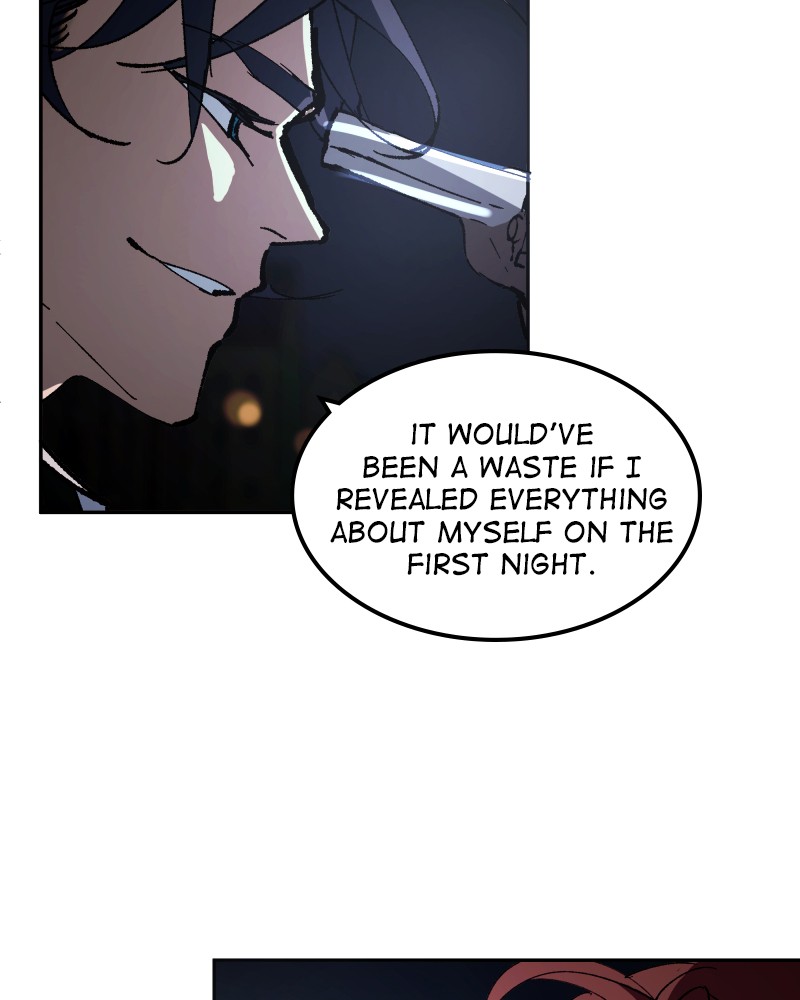 IT WOULD'VE
BEEN A WASTE IF I
REVEALED EVERYTHING
ABOUT MYSELF ON THE
FIRST NIGHT.